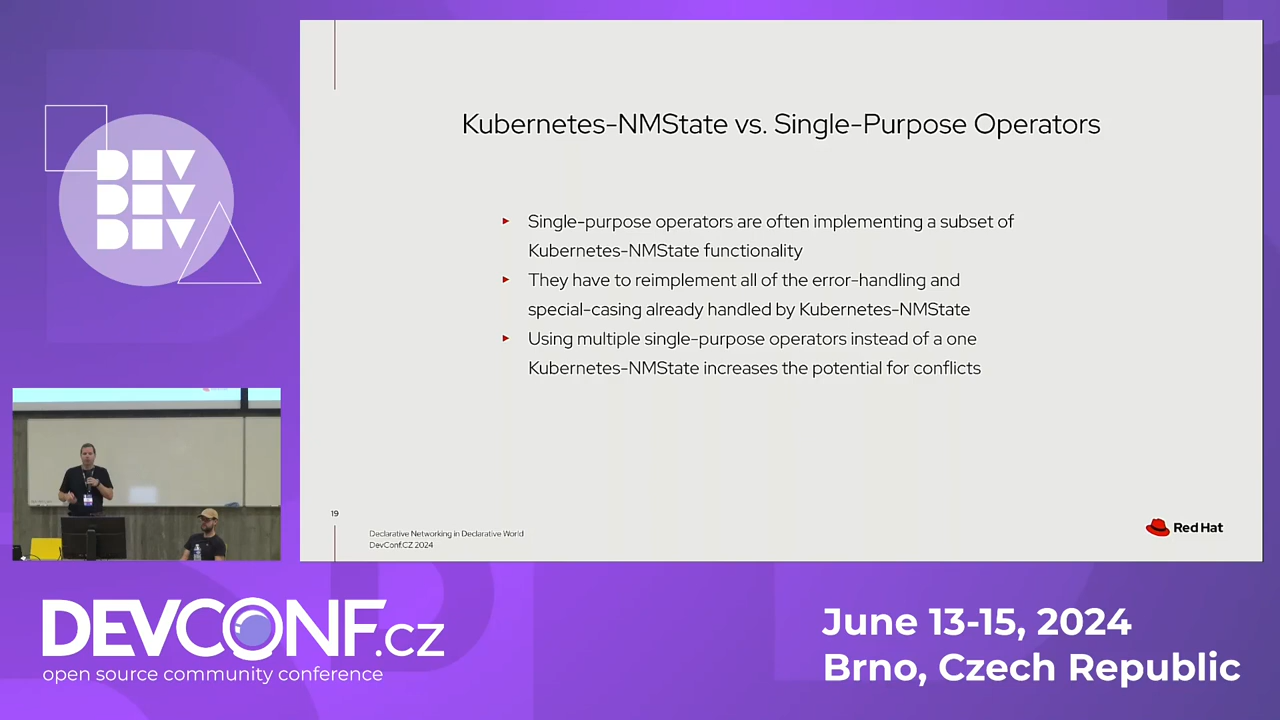 Kubernetes-NMState vs. Single-Purpose Operators
Single-purpose operators are often implementing a subset of
Kubernetes-NMState functionality
They have to reimplement all of the error-handling and
special-casing already handled by Kubernetes-NMState
Using multiple single-purpose operators instead of a one
Kubernetes-NMState increases the potential for conflicts
19
Declarative Networking in Declarative World
DevConf.CZ 2024
Red Hat
DEV
DEV
DEV
DEVCONF.cz
open source community conference
June 13-15, 2024
Brno, Czech Republic